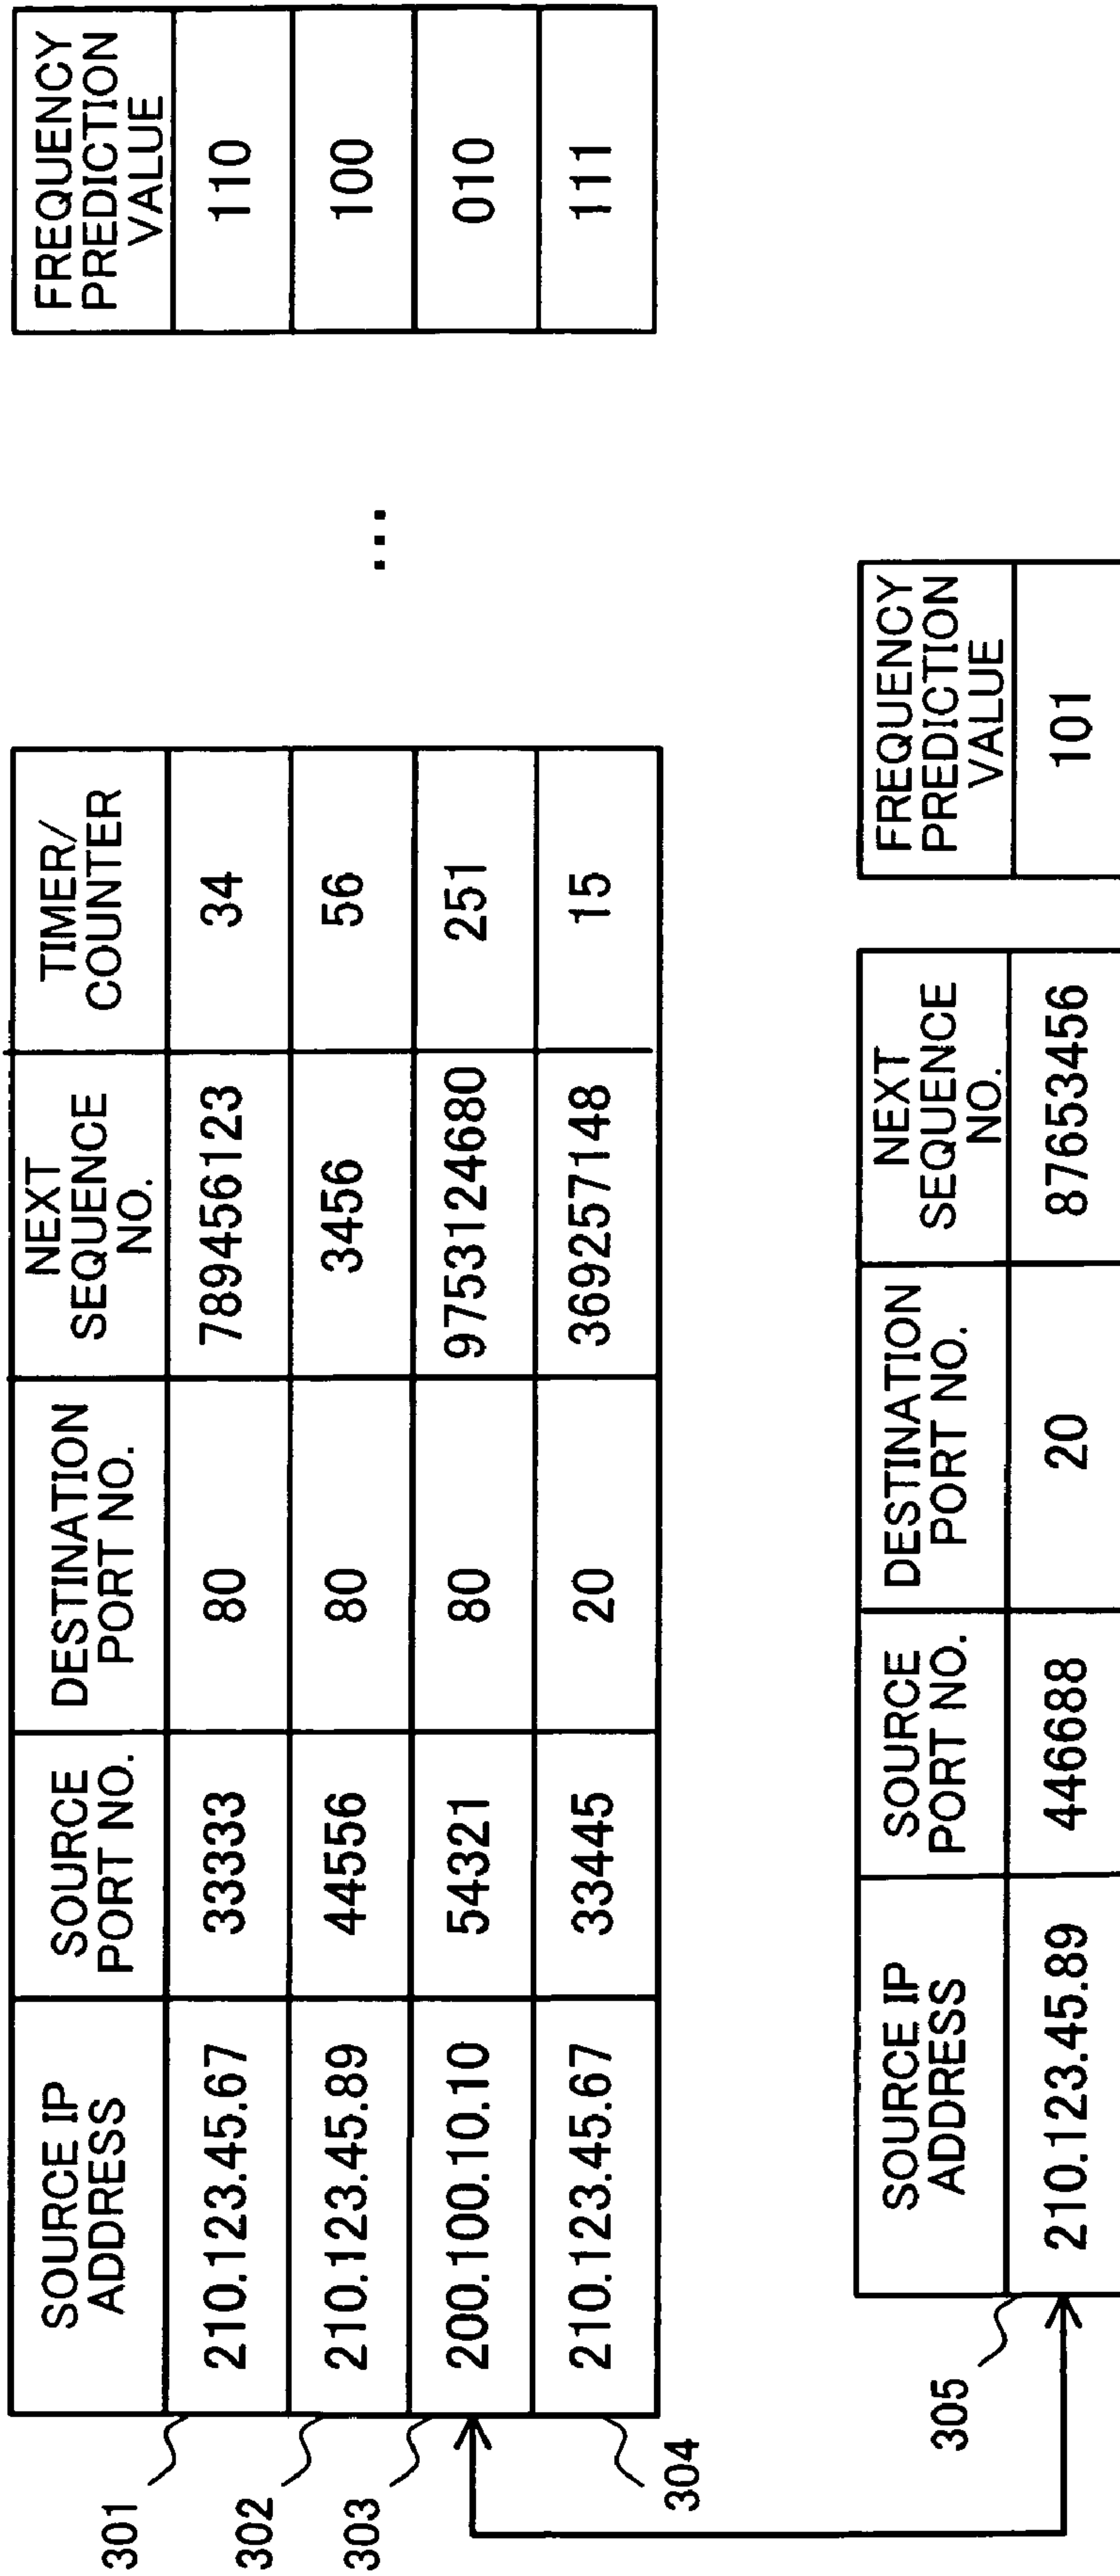 SOURCE IP
ADDRESS
SOURCE
PORT NO.
DESTINATION
PORT NO.
NEXT
SEQUENCE
NO.
TIMER/
COUNTER
FREQUENCY
PREDICTION
VALUE
301
210.123.45.67
33333
80
789456123
34
110
302
210.123.45.89
44556
80
3456
56
...
100
303
200.100.10.10
54321
80
9753124680
251
010
304
210.123.45.67
33445
20
369257148
15
111
SOURCE IP
ADDRESS
SOURCE
PORT NO.
DESTINATION
PORT NO.
NEXT
SEQUENCE
NO.
FREQUENCY
PREDICTION
VALUE
305
210.123.45.89
446688
20
87653456
101